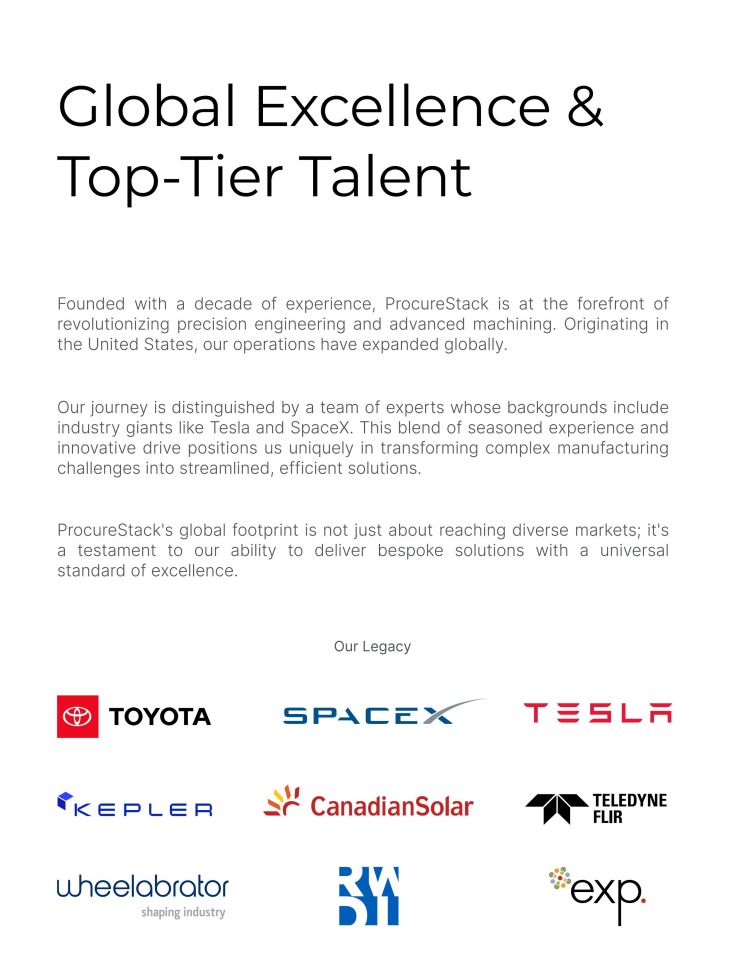 Global Excellence &
Top-Tier Talent
Founded with a decade of experience, ProcureStack is at the forefront of
revolutionizing precision engineering and advanced machining. Originating in
the United States, our operations have expanded globally.
Our journey is distinguished by a team of experts whose backgrounds include
industry giants like Tesla and SpaceX. This blend of seasoned experience and
innovative drive positions us uniquely in transforming complex manufacturing
challenges into streamlined, efficient solutions.
ProcureStack's global footprint is not just about reaching diverse markets; it's
a testament to our ability to deliver bespoke solutions with a universal
standard of excellence.
Our Legacy
TOYOTA SPACEX TESLA
KEPLER CanadianSolar TELEDYNE
FLIR
wheelabrator
shaping industry
RW
DI
exp.